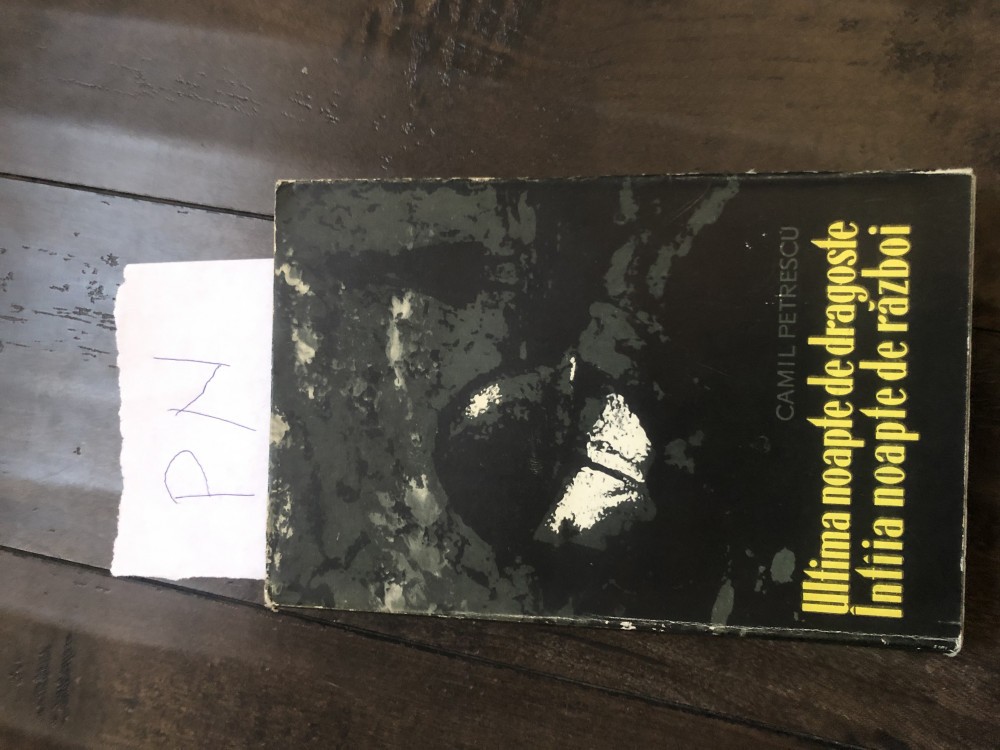 PN
CAMIL PETRESCU
Ultima noapte de dragoste
Întîia noapte de război